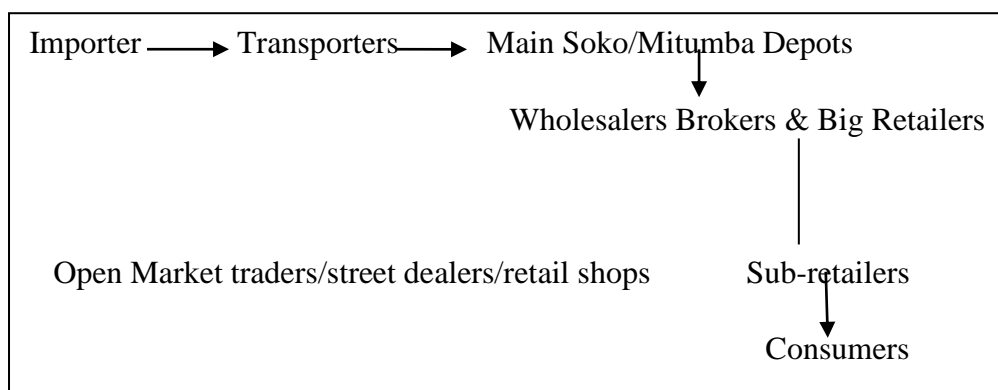 Importer Transporters Main Soko/Mitumba Depots
Wholesalers Brokers & Big Retailers
Open Market traders/street dealers/retail shops Sub-retailers
Consumers